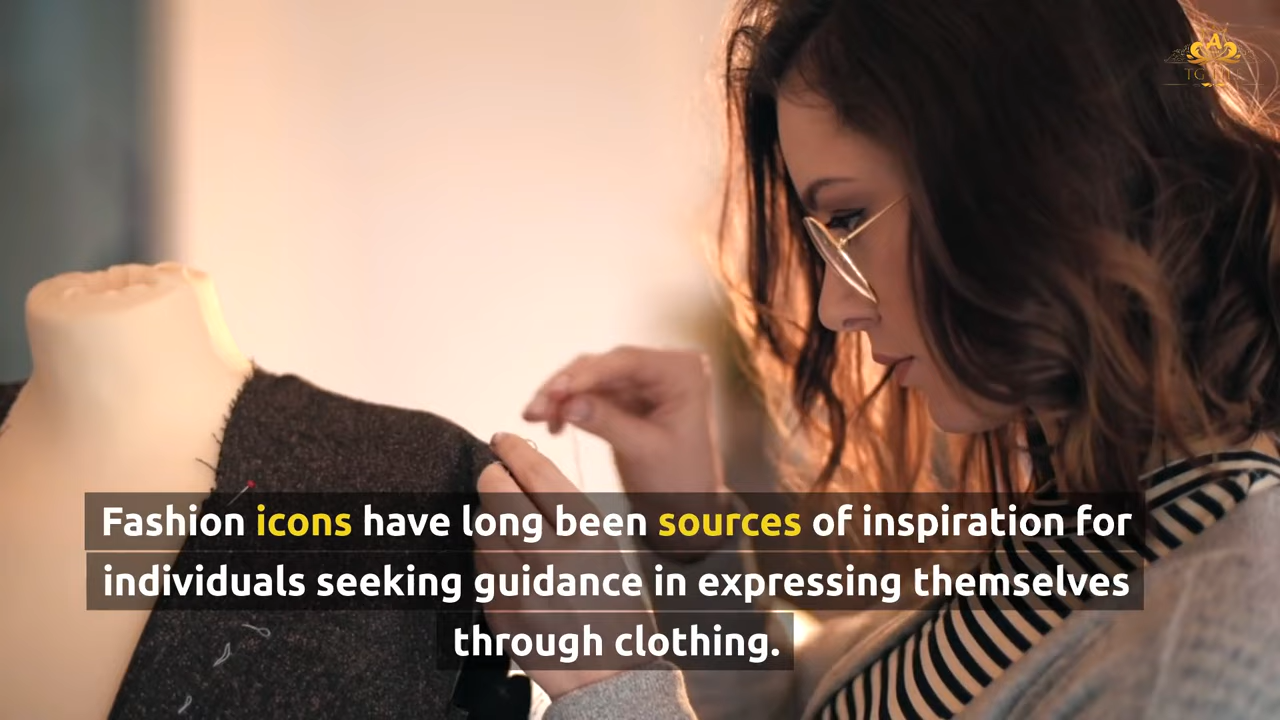 Fashion icons have long been sources of inspiration for
individuals seeking guidance in expressing themselves
through clothing.